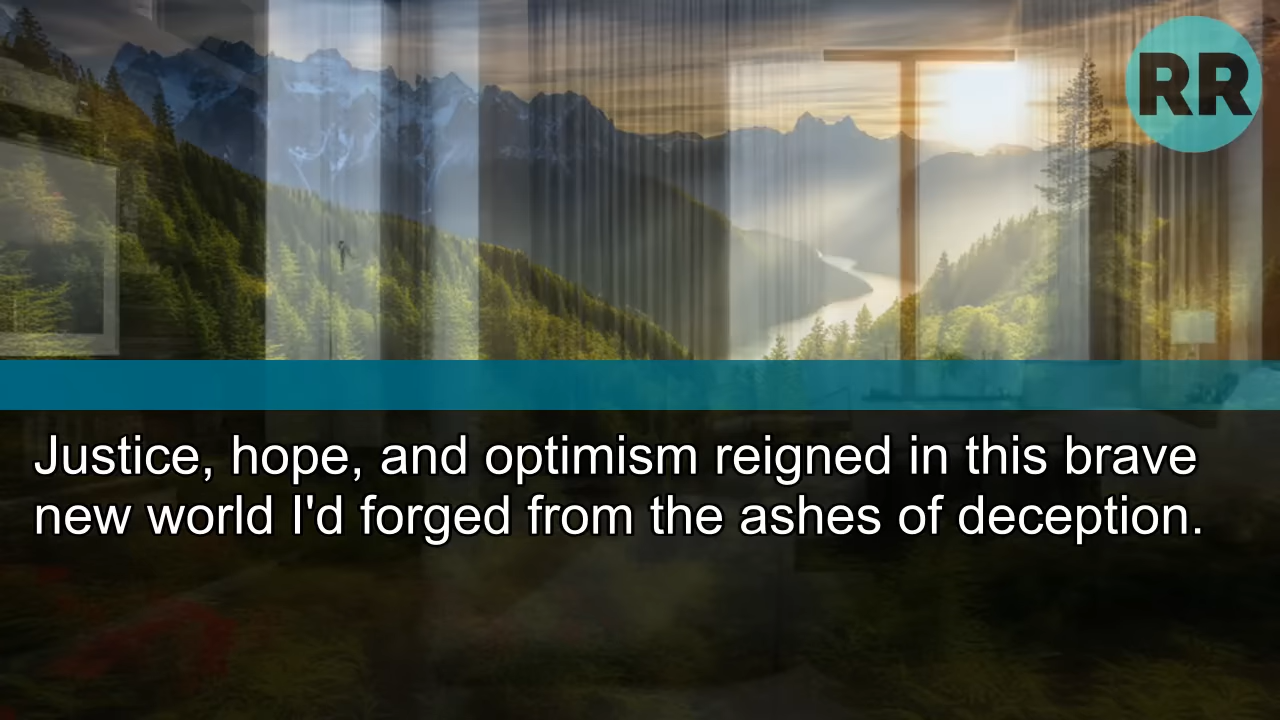 RR
Justice, hope, and optimism reigned in this brave
new world I'd forged from the ashes of deception.